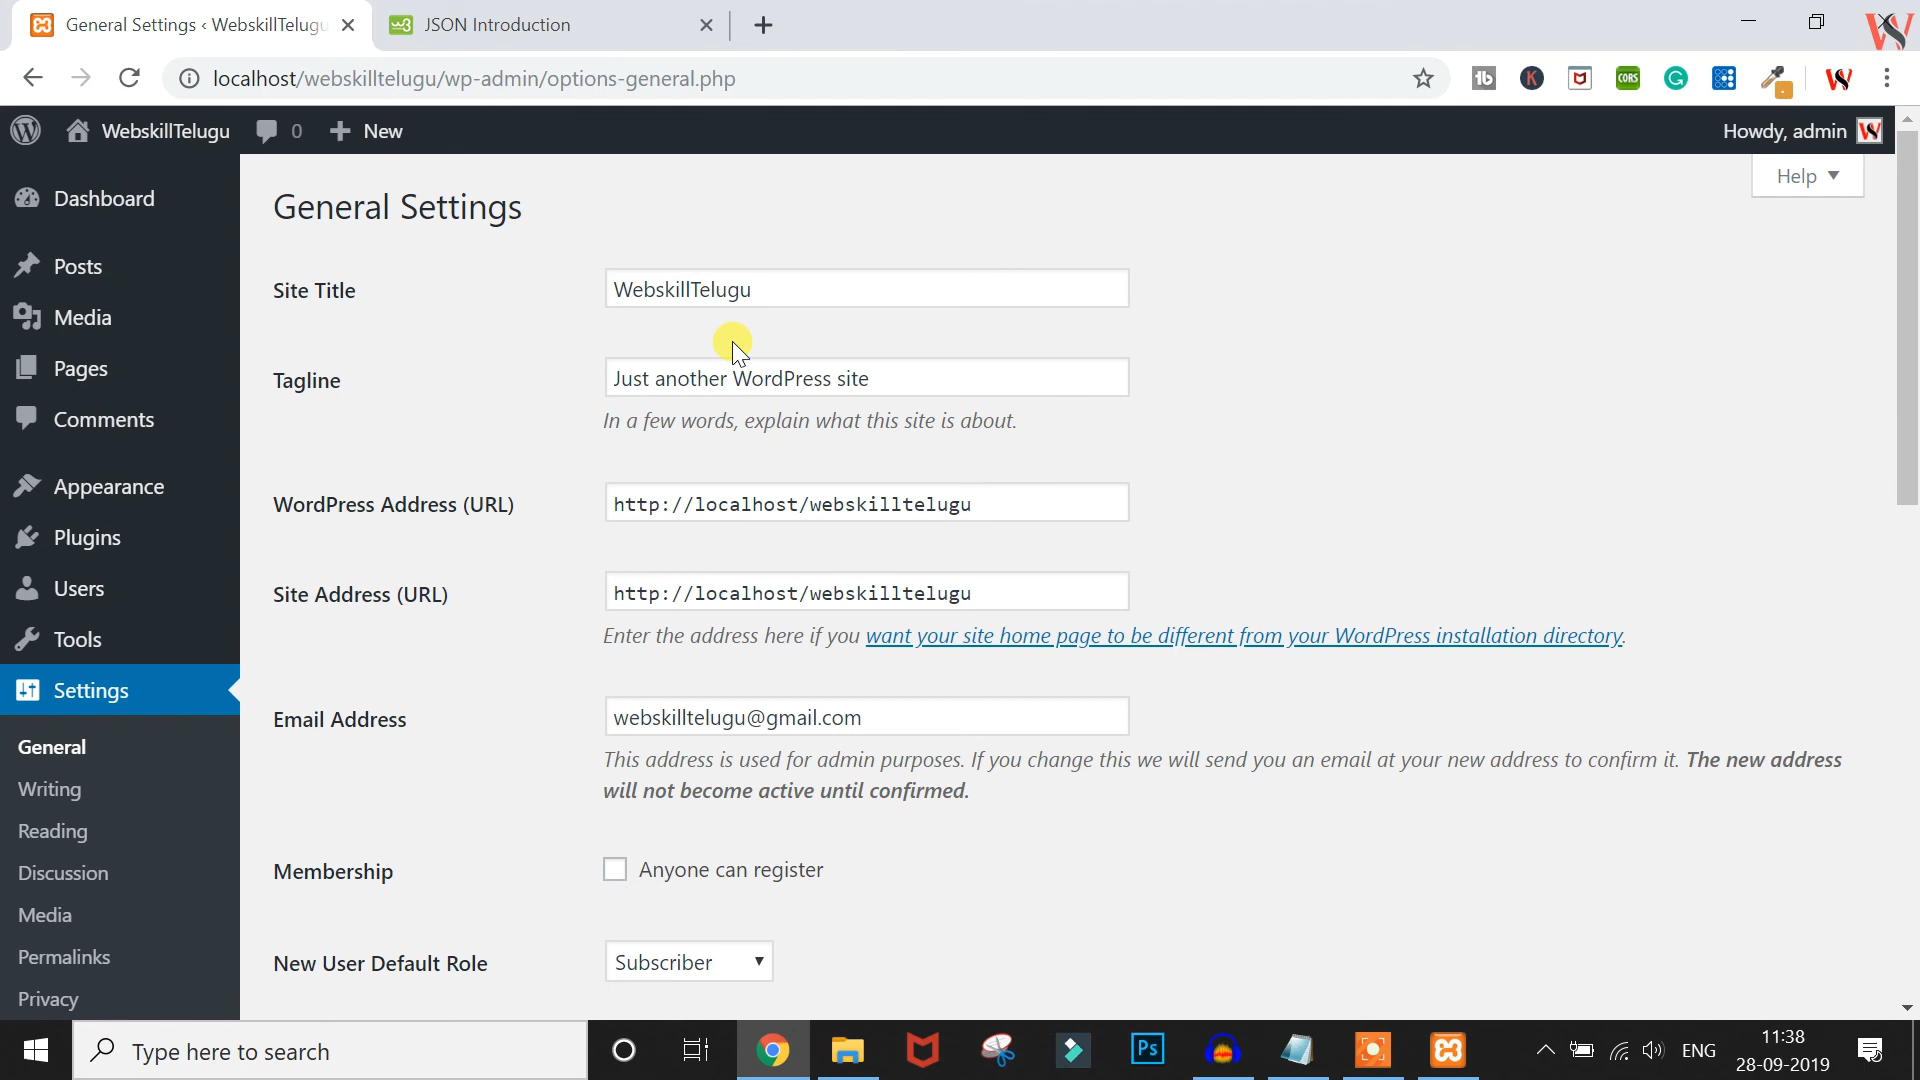 General Settings ‹ WebskillTelugu
JSON Introduction
localhost/webskilltelugu/wp-admin/options-general.php
CORS
WebskillTelugu 0 New
Howdy, admin
Help
Dashboard
Posts
Media
Pages
Comments
Appearance
Plugins
Users
Tools
Settings
General
Writing
Reading
Discussion
Media
Permalinks
Privacy
General Settings
Site Title
WebskillTelugu
Tagline
Just another WordPress site
In a few words, explain what this site is about.
WordPress Address (URL)
http://localhost/webskilltelugu
Site Address (URL)
http://localhost/webskilltelugu
Enter the address here if you want your site home page to be different from your WordPress installation directory.
Email Address
webskilltelugu@gmail.com
This address is used for admin purposes. If you change this we will send you an email at your new address to confirm it. The new address
will not become active until confirmed.
Membership
Anyone can register
New User Default Role
Subscriber
Type here to search
Ps
ENG
11:38
28-09-2019